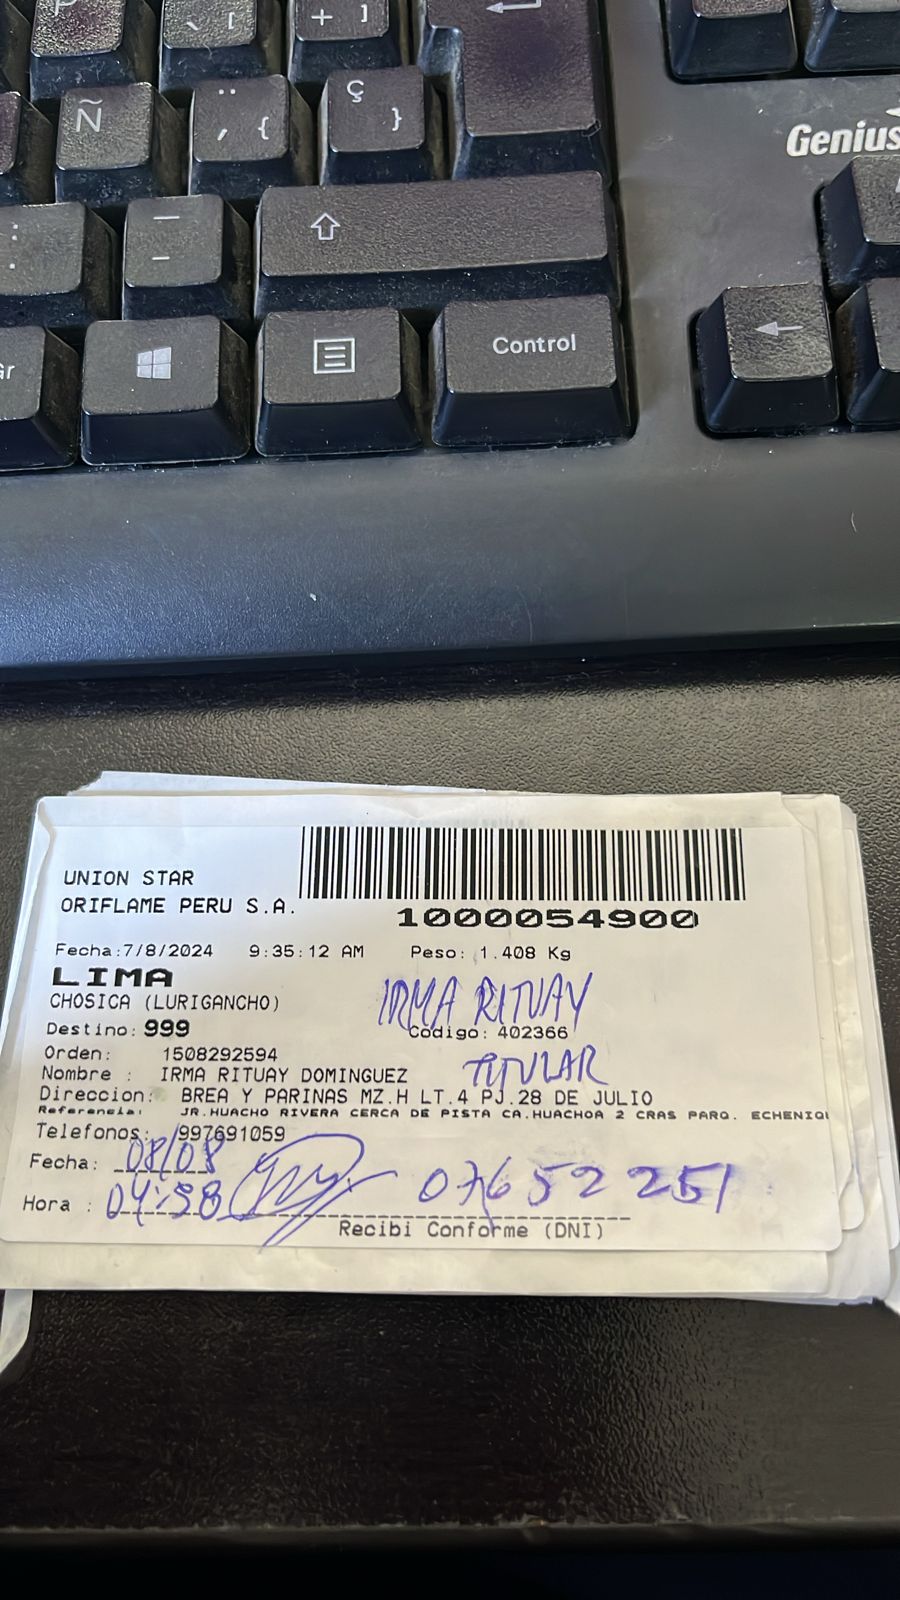 Ñ
¨ ´ {
Ç }
+ ]
[
: .
_ -
Control
Gr
Genius
UNION STAR
ORIFLAME PERU S.A.
1000054900
Fecha:7/8/2024 9:35:12 AM Peso: 1.408 Kg
LIMA
CHOSICA (LURIGANCHO)
IRMA RITUAY
Destino: 999 Codigo: 402366
Orden: 1508292594
TITULAR
Nombre : IRMA RITUAY DOMINGUEZ
Direccion: BREA Y PARINAS MZ.H LT.4 PJ.28 DE JULIO
Referencia: JR.HUACHO RIVERA CERCA DE PISTA CA.HUACHOA 2 CRAS PARQ. ECHENIQ
Telefonos: 997691059
Fecha: 08/08
Hora : 04:58 07652251
Recibi Conforme (DNI)